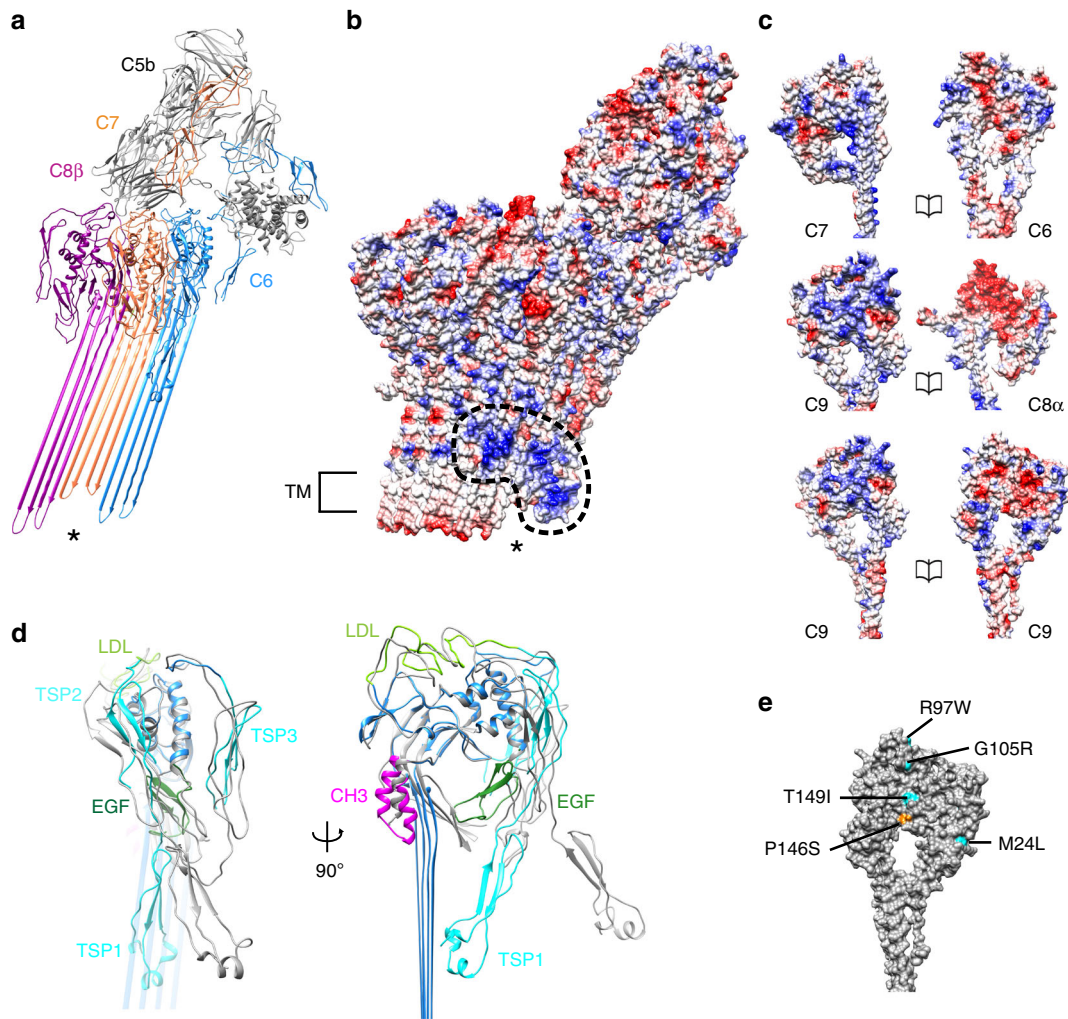 a
C5b
C7
C8β
C6
*
b
TM
*
c
C7
C6
C9
C8α
C9
C9
d
LDL
TSP2
TSP3
EGF
TSP1
90°
LDL
CH3
EGF
TSP1
e
R97W
G105R
T149I
P146S
M24L